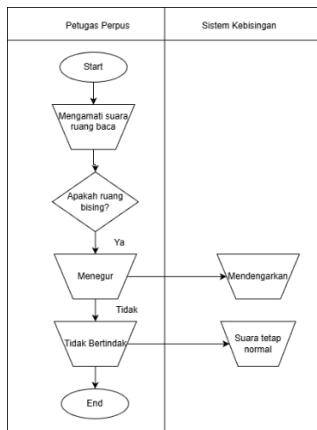 Petugas Perpus
Sistem Kebisingan
Start
Mengamati suara
ruang baca
Apakah ruang
bising?
Ya
Menegur
Mendengarkan
Tidak
Tidak Bertindak
Suara tetap
normal
End